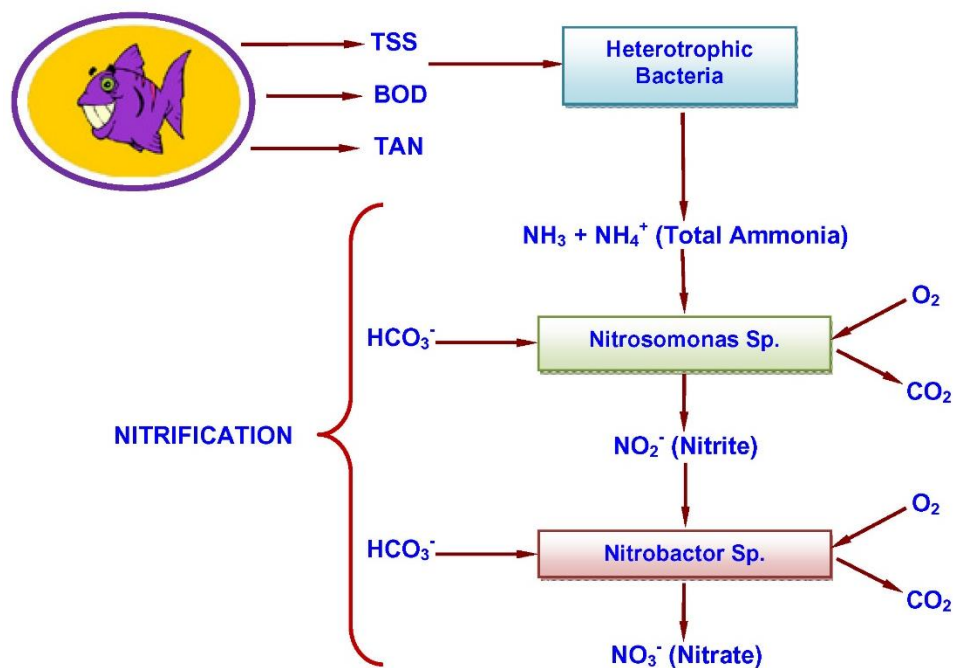 TSS
BOD
TAN
Heterotrophic
Bacteria
NH₃ + NH₄⁺ (Total Ammonia)
O₂
HCO₃⁻
Nitrosomonas Sp.
CO₂
NITRIFICATION
NO₂⁻ (Nitrite)
O₂
HCO₃⁻
Nitrobactor Sp.
CO₂
NO₃⁻ (Nitrate)